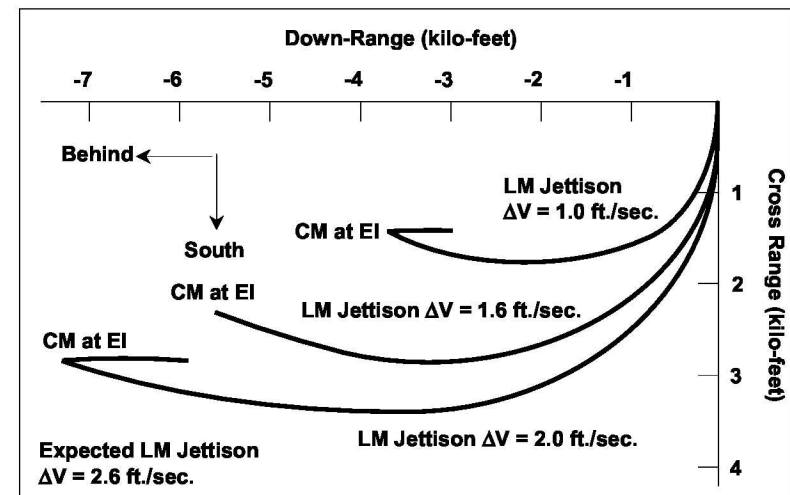 Down-Range (kilo-feet)
-7 -6 -5 -4 -3 -2 -1
Behind
South
LM Jettison
ΔV = 1.0 ft./sec.
CM at EI
CM at EI
LM Jettison ΔV = 1.6 ft./sec.
CM at EI
LM Jettison ΔV = 2.0 ft./sec.
Expected LM Jettison
ΔV = 2.6 ft./sec.
1
2
3
4
Cross Range (kilo-feet)